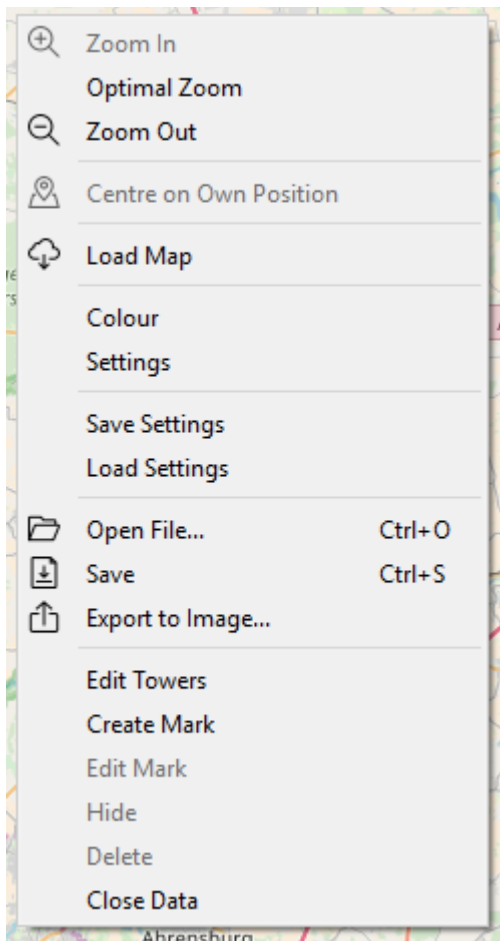 Zoom In
Optimal Zoom
Zoom Out
Centre on Own Position
Load Map
Colour
Settings
Save Settings
Load Settings
Open File... Ctrl+O
Save Ctrl+S
Export to Image...
Edit Towers
Create Mark
Edit Mark
Hide
Delete
Close Data
Ahrensburg